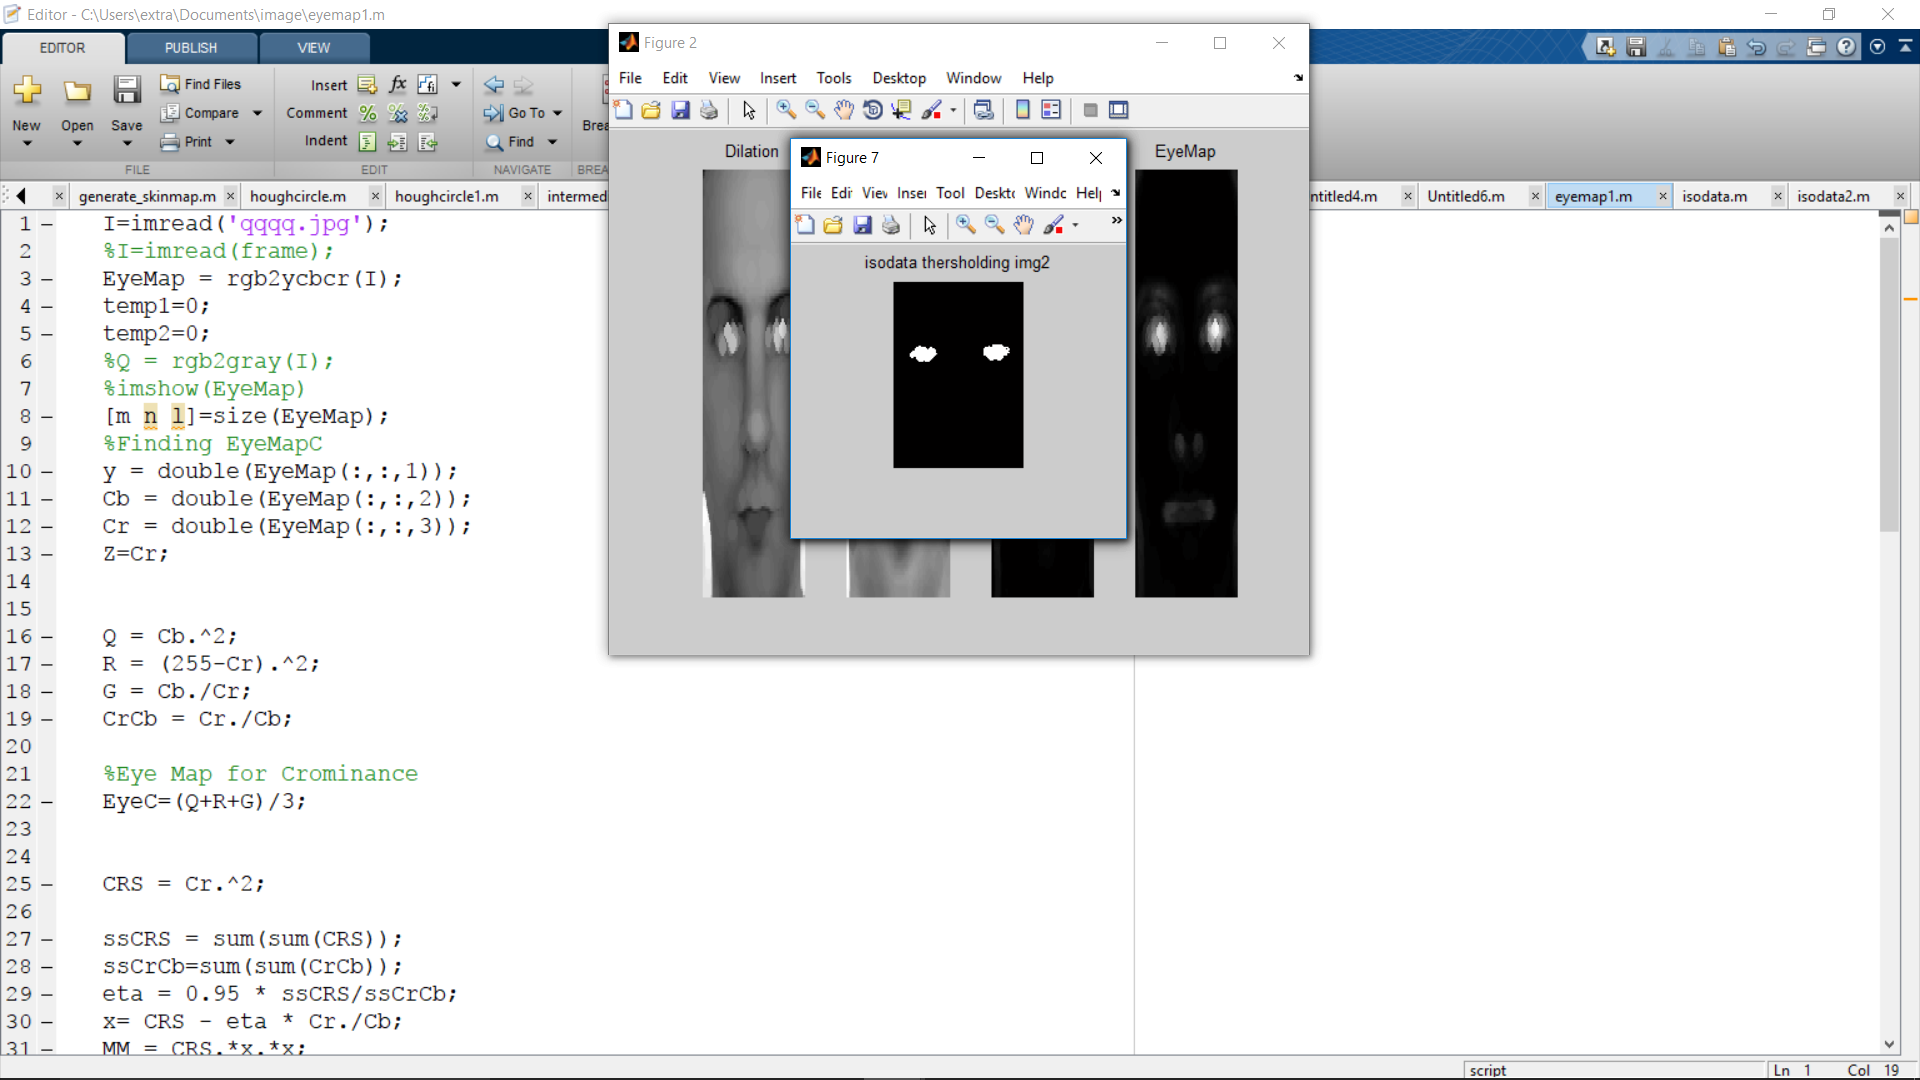 Editor - C:\Users\extra\Documents\image\eyemap1.m
EDITOR PUBLISH VIEW
New Open Save
Find Files
Compare
Print
FILE
Insert fx
Comment
Indent
EDIT
Go To
Find
NAVIGATE
Brea
BREA
generate_skinmap.m houghcircle.m houghcircle1.m intermed
ntitled4.m Untitled6.m eyemap1.m isodata.m isodata2.m
1 I=imread('qqqq.jpg');
2 %I=imread(frame);
3 EyeMap = rgb2ycbcr(I);
4 temp1=0;
5 temp2=0;
6 %Q = rgb2gray(I);
7 %imshow(EyeMap)
8 [m n l]=size(EyeMap);
9 %Finding EyeMapC
10 y = double(EyeMap(:,:,1));
11 Cb = double(EyeMap(:,:,2));
12 Cr = double(EyeMap(:,:,3));
13 Z=Cr;
14
15
16 Q = Cb.^2;
17 R = (255-Cr).^2;
18 G = Cb./Cr;
19 CrCb = Cr./Cb;
20
21 %Eye Map for Crominance
22 EyeC=(Q+R+G)/3;
23
24
25 CRS = Cr.^2;
26
27 ssCRS = sum(sum(CRS));
28 ssCrCb=sum(sum(CrCb));
29 eta = 0.95 * ssCRS/ssCrCb;
30 x= CRS - eta * Cr./Cb;
31 MM = CRS.*x.*x;
Figure 2
File Edit View Insert Tools Desktop Window Help
Dilation
EyeMap
Figure 7
File Edi View Inser Tool Deskto Windo Help
isodata thersholding img2
script
Ln 1 Col 19